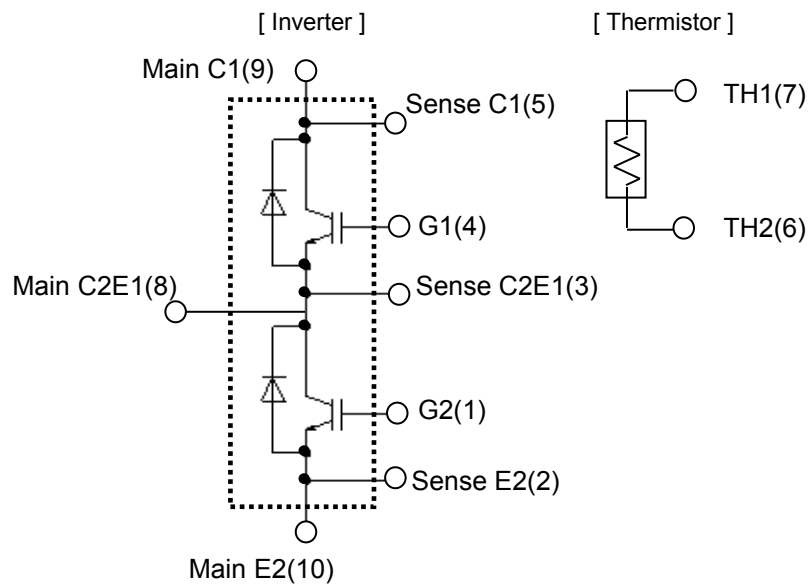 [ Inverter ]
[ Thermistor ]
Main C1(9)
Sense C1(5)
TH1(7)
G1(4)
TH2(6)
Main C2E1(8)
Sense C2E1(3)
G2(1)
Sense E2(2)
Main E2(10)